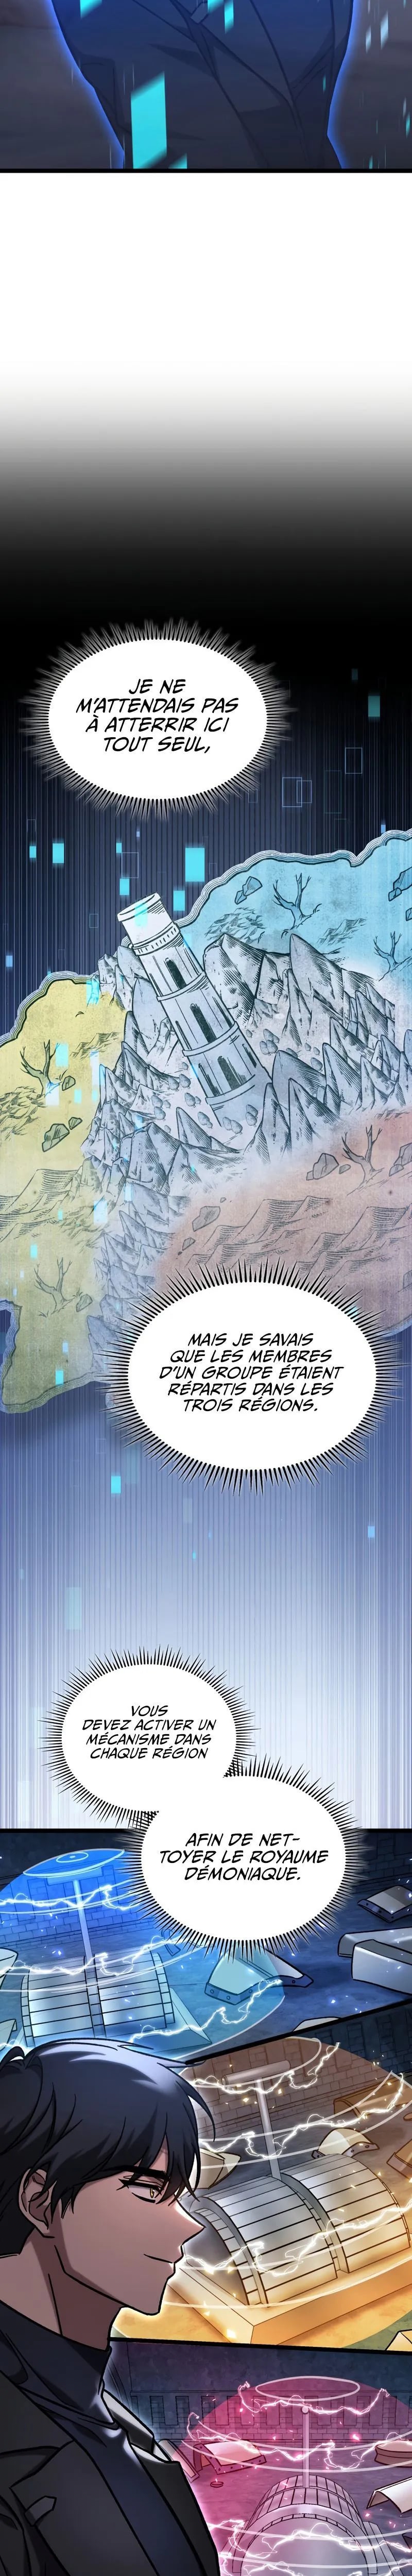 JE NE
M'ATTENDAIS PAS
À ATTERRIR ICI
TOUT SEUL,
MAIS JE SAVAIS
QUE LES MEMBRES
D'UN GROUPE ÉTAIENT
RÉPARTIS DANS LES
TROIS RÉGIONS.
VOUS
DEVEZ ACTIVER UN
MÉCANISME DANS
CHAQUE RÉGION
AFIN DE NET-
TOYER LE ROYAUME
DÉMONIAQUE.